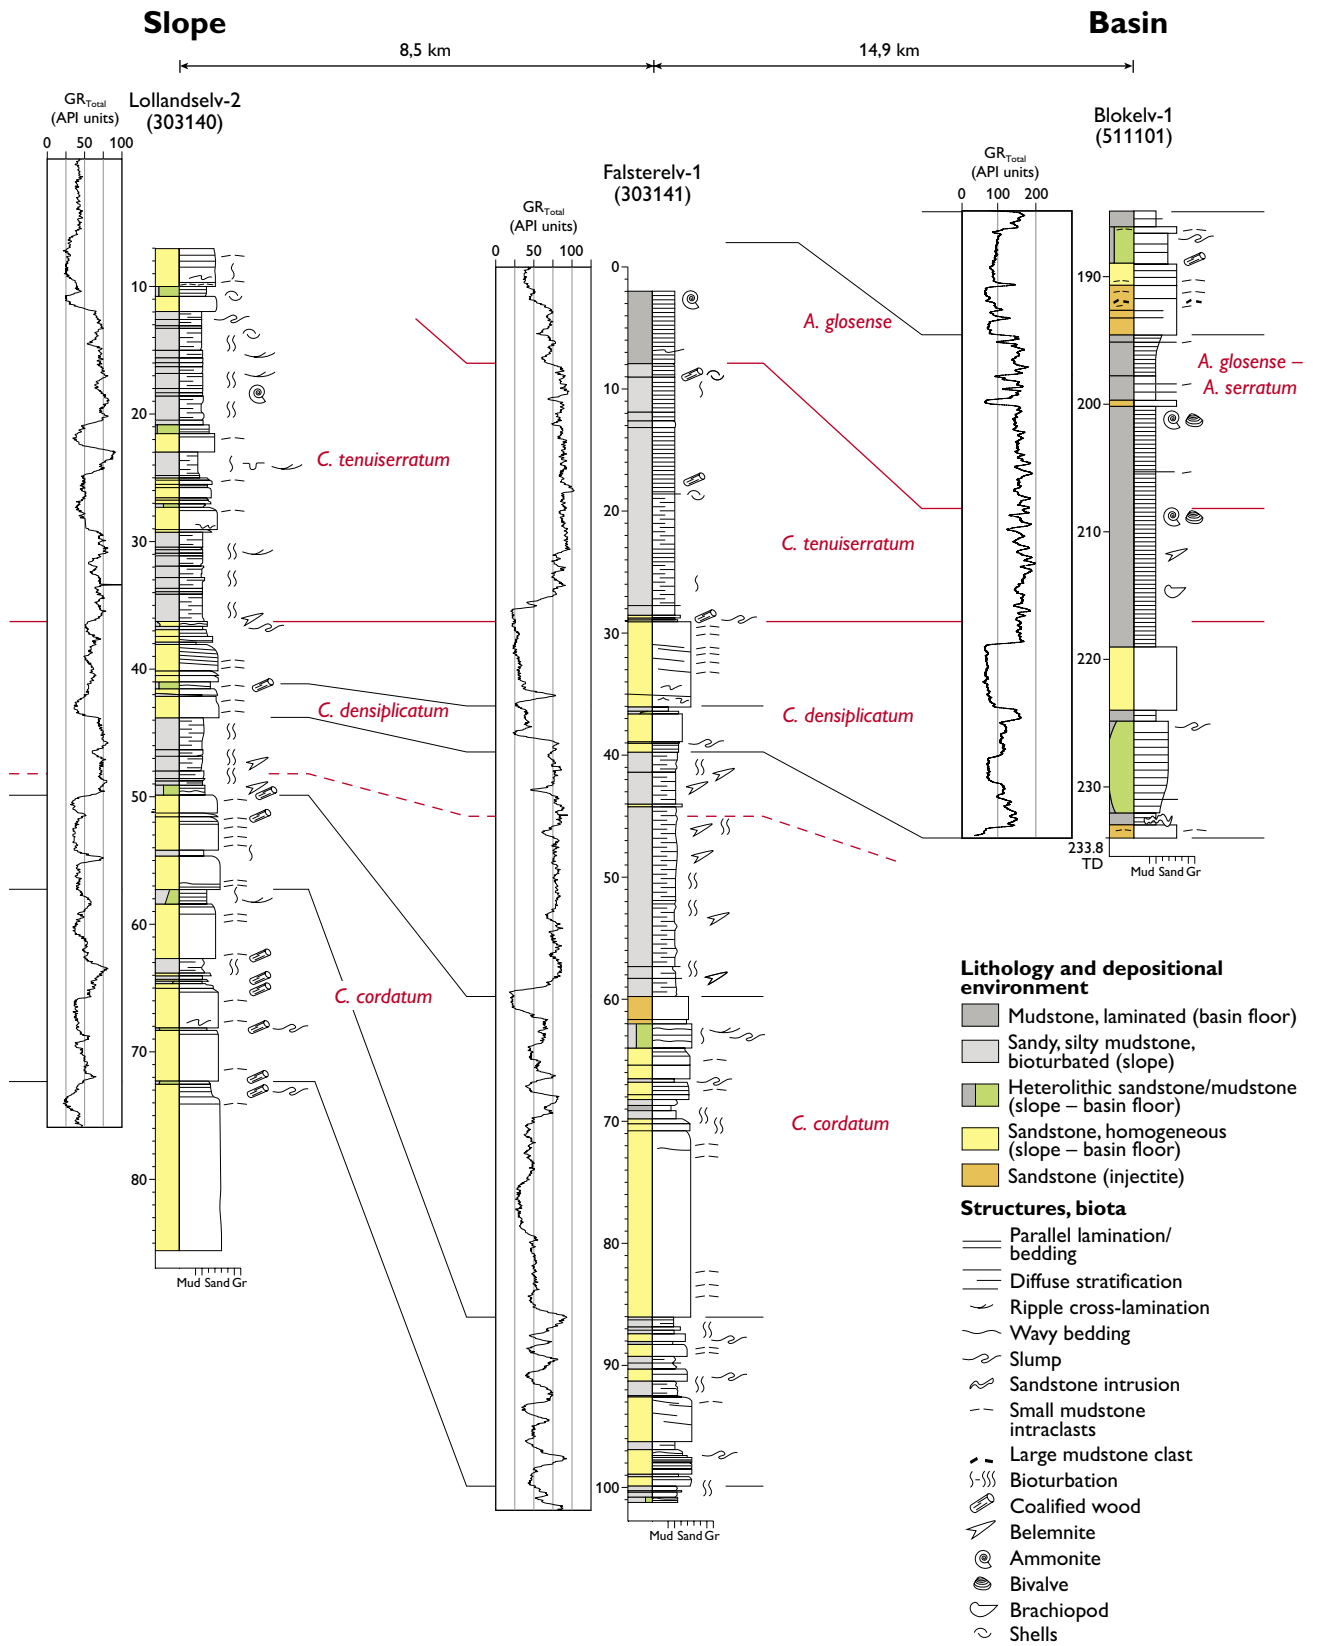 Slope
Basin
8,5 km
14,9 km
GRTotal
(API units)
0 50 100
Lollandselv-2
(303140)
10
20
30
40
50
60
70
80
Mud Sand Gr
GRTotal
(API units)
0 50 100
Falsterelv-1
(303141)
0
10
20
30
40
50
60
70
80
90
100
Mud Sand Gr
GRTotal
(API units)
0 100 200
Blokelv-1
(511101)
190
200
210
220
230
233.8
TD
Mud Sand Gr
A. glosense
A. glosense –
A. serratum
C. tenuiserratum
C. tenuiserratum
C. densiplicatum
C. densiplicatum
C. cordatum
C. cordatum
Lithology and depositional
environment
Mudstone, laminated (basin floor)
Sandy, silty mudstone,
bioturbated (slope)
Heterolithic sandstone/mudstone
(slope – basin floor)
Sandstone, homogeneous
(slope – basin floor)
Sandstone (injectite)
Structures, biota
Parallel lamination/
bedding
Diffuse stratification
Ripple cross-lamination
Wavy bedding
Slump
Sandstone intrusion
Small mudstone
intraclasts
Large mudstone clast
Bioturbation
Coalified wood
Belemnite
Ammonite
Bivalve
Brachiopod
Shells